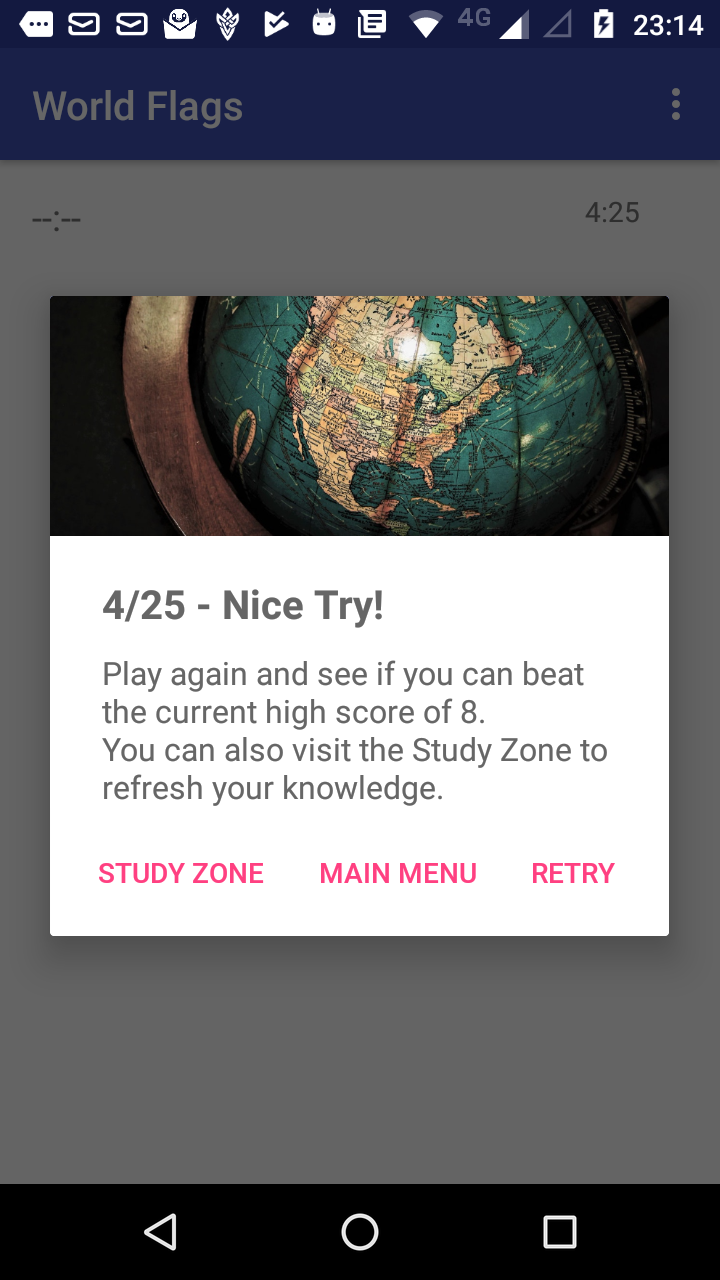 4G 23:14
World Flags
--:-- 4:25
4/25 - Nice Try!
Play again and see if you can beat
the current high score of 8.
You can also visit the Study Zone to
refresh your knowledge.
STUDY ZONE MAIN MENU RETRY